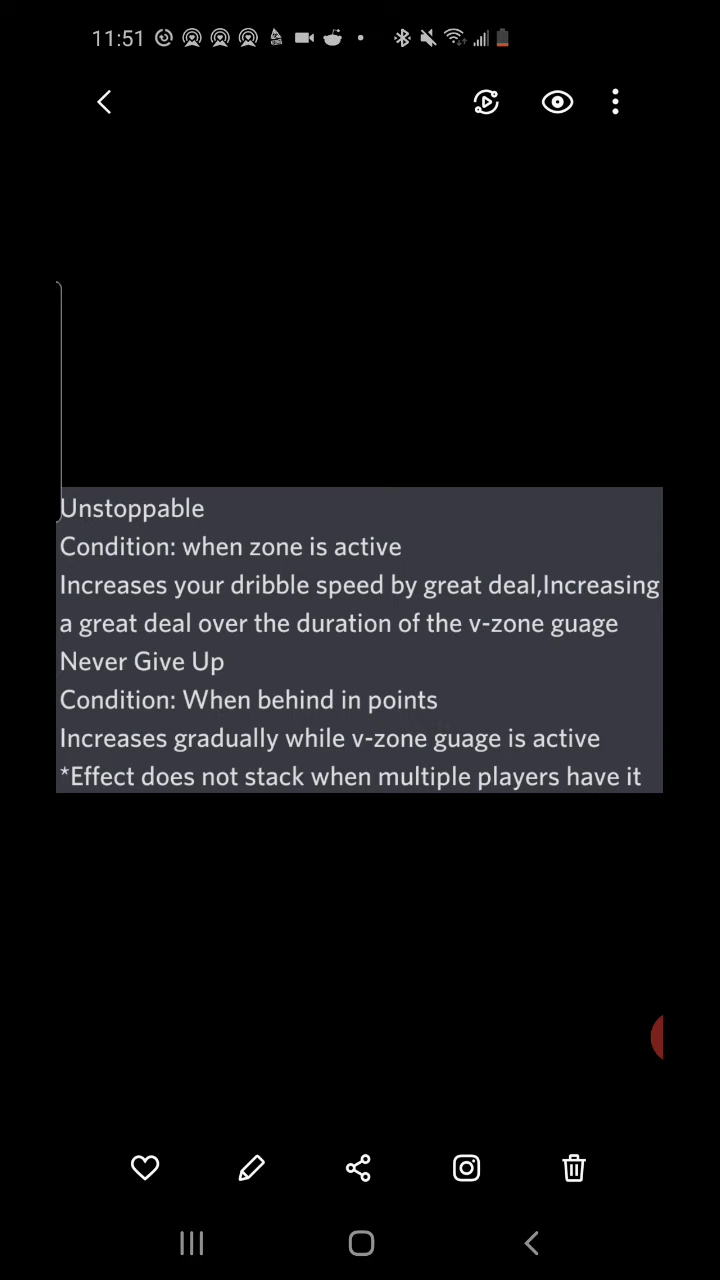 11:51
Unstoppable
Condition: when zone is active
Increases your dribble speed by great deal,Increasing
a great deal over the duration of the v-zone guage
Never Give Up
Condition: When behind in points
Increases gradually while v-zone guage is active
*Effect does not stack when multiple players have it